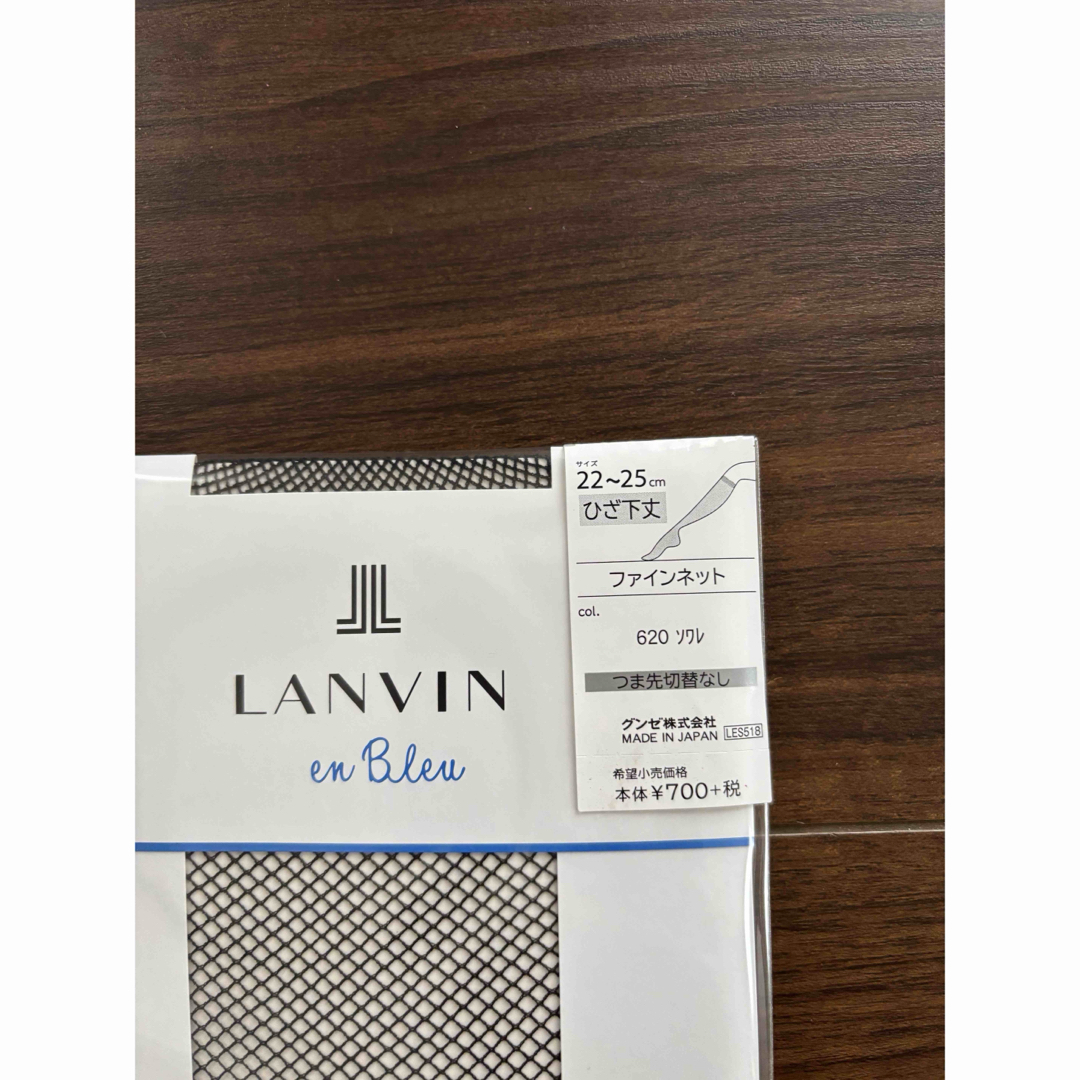 LANVIN
en Bleu
サイズ
22~25cm
ひざ下丈
ファインネット
col.
620 ソワレ
つま先切替なし
グンゼ株式会社
MADE IN JAPAN LES518
希望小売価格
本体¥700+税